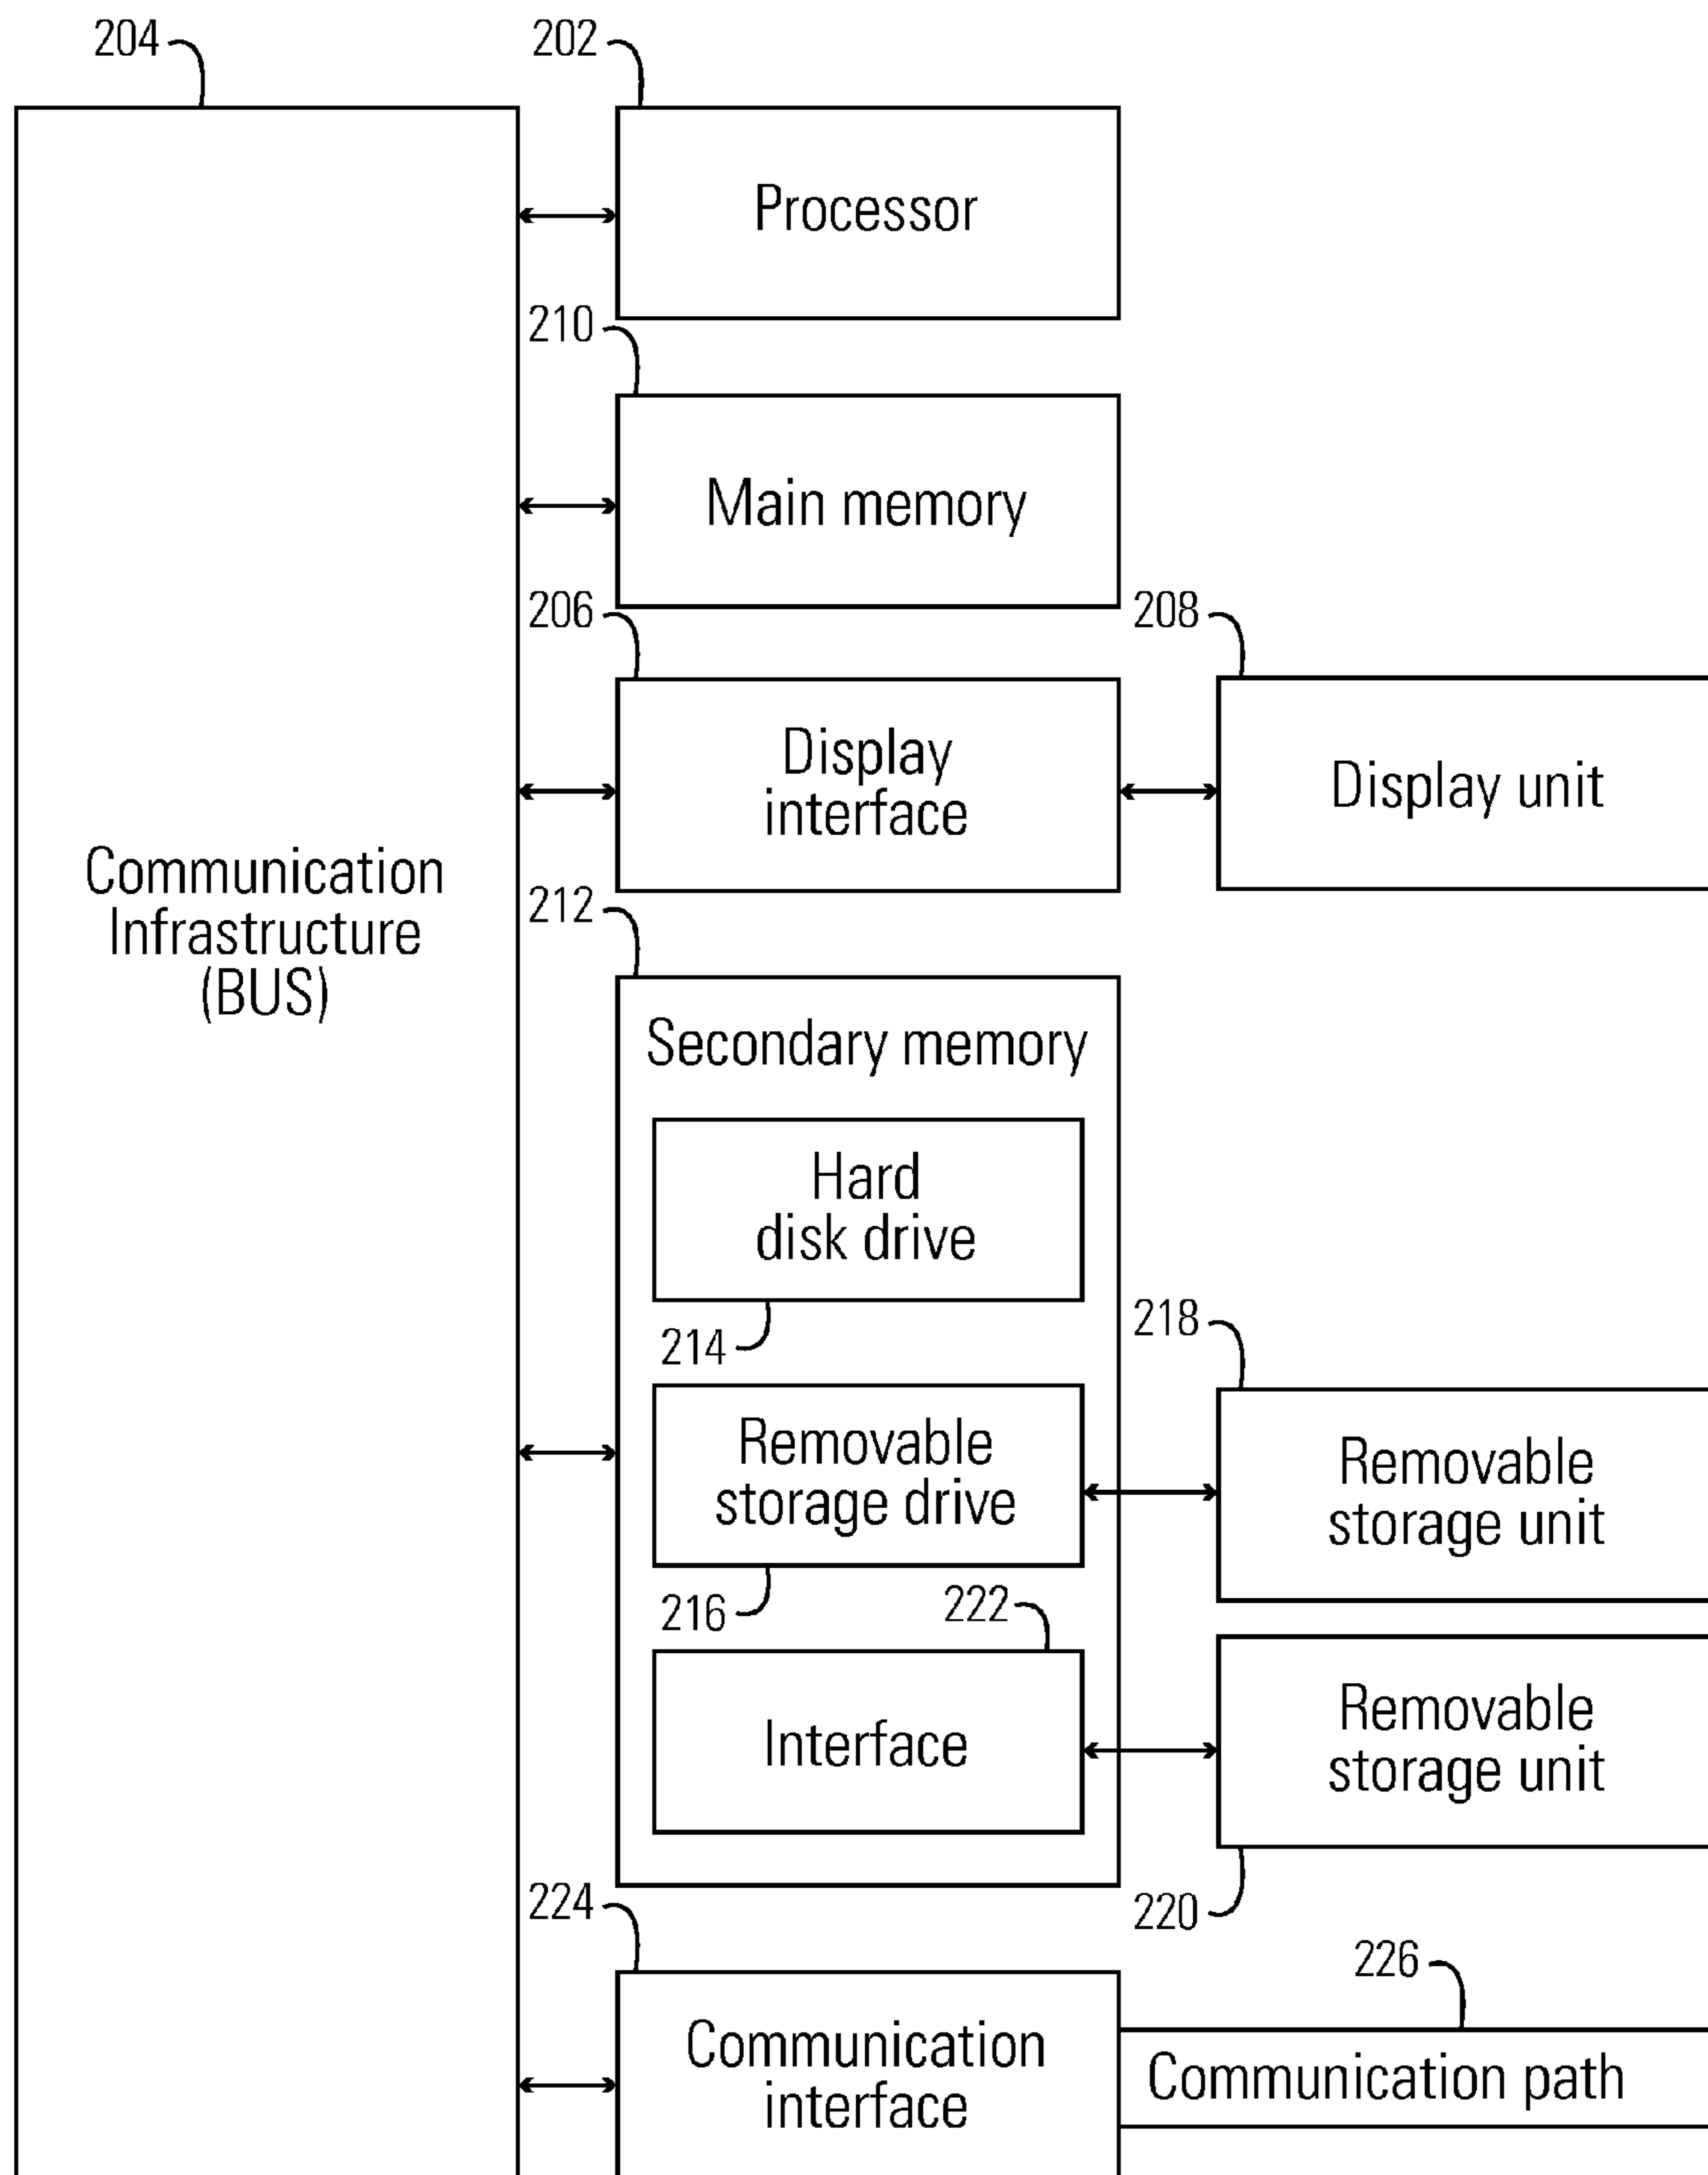 204
202
Processor
210
Main memory
206
208
Display
interface
Display unit
Communication
Infrastructure
(BUS)
212
Secondary memory
Hard
disk drive
214
218
Removable
storage drive
Removable
storage unit
216
222
Interface
Removable
storage unit
220
224
226
Communication
interface
Communication path